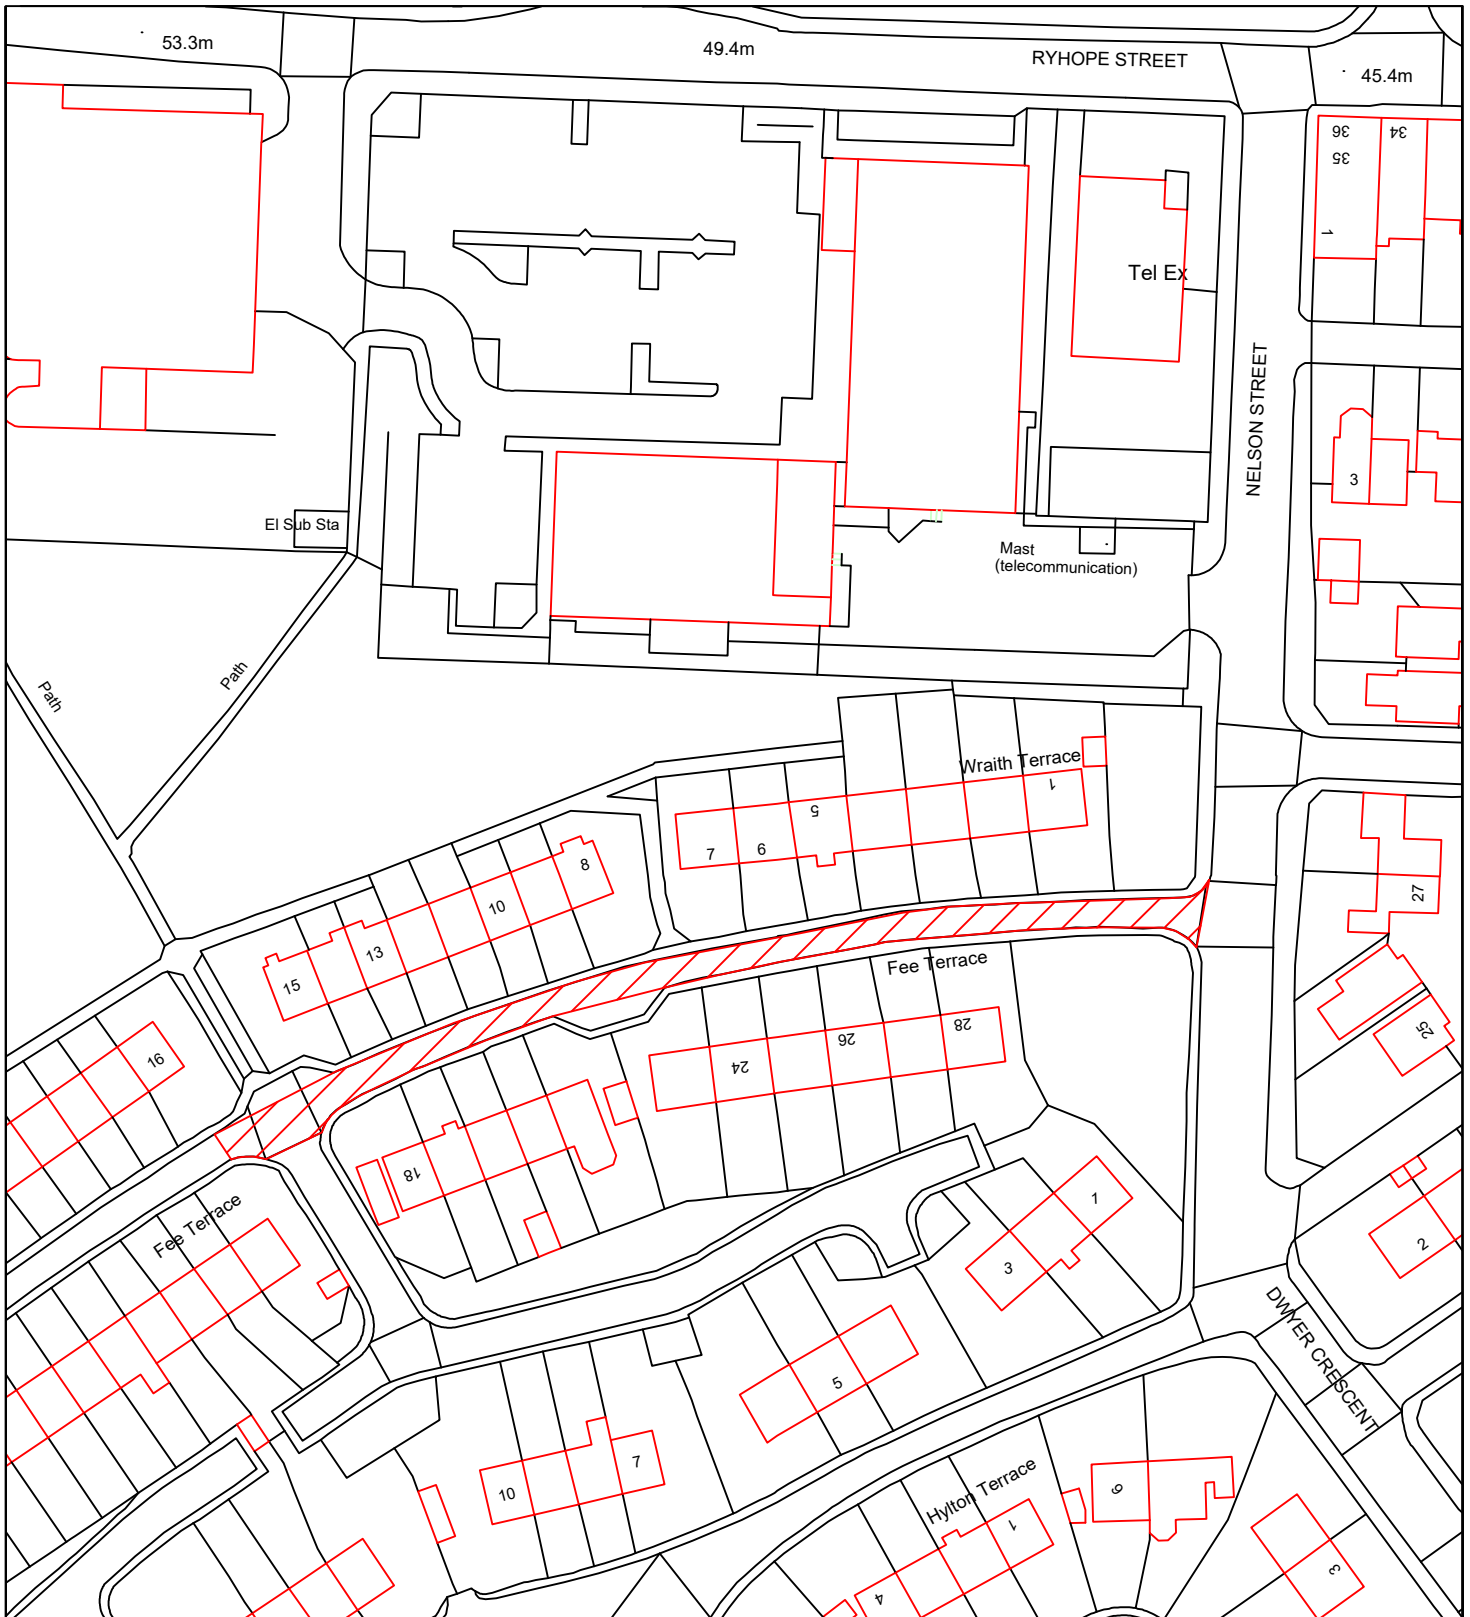 53.3m
49.4m
RYHOPE STREET
45.4m
36
34
35
1
Tel Ex
NELSON STREET
3
El Sub Sta
Mast
(telecommunication)
Path
Path
Wraith Terrace
1
5
7
6
8
10
13
15
27
Fee Terrace
28
26
24
25
16
18
Fee Terrace
1
3
2
DWYER CRESCENT
5
7
10
Hylton Terrace
1
4
9
3